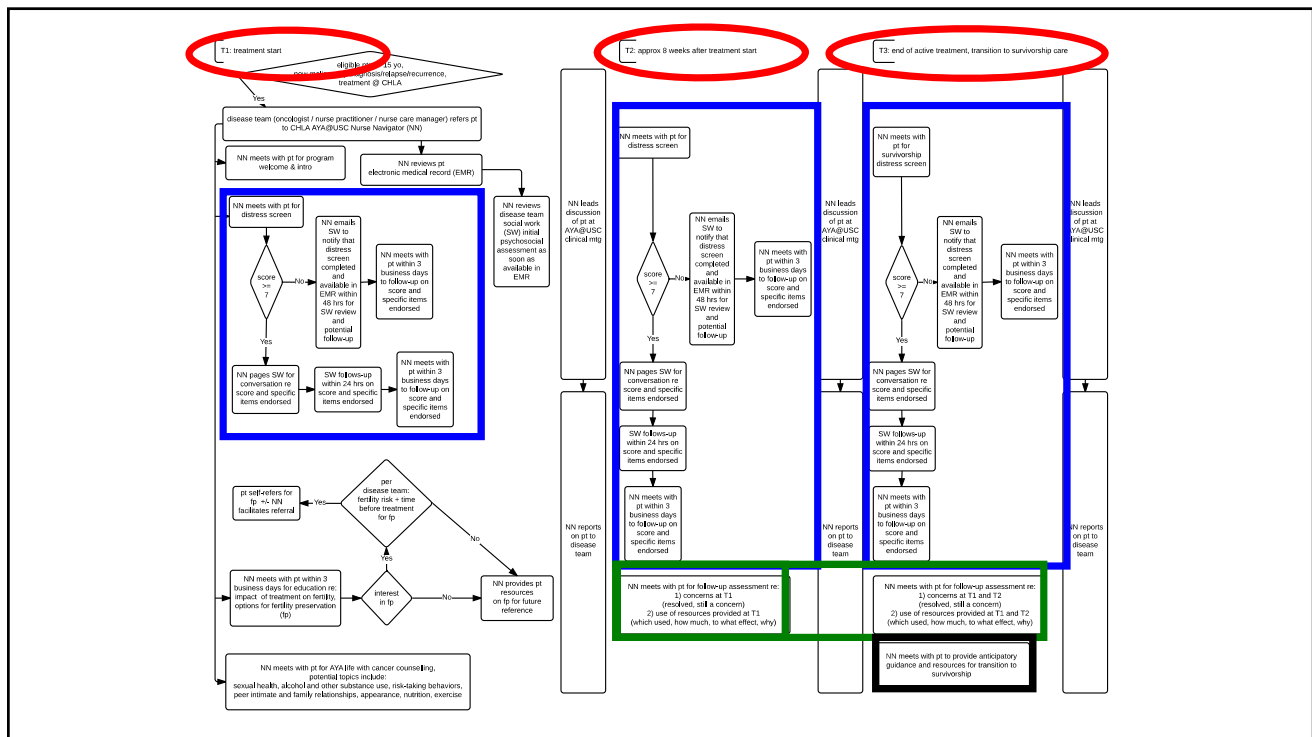 T1: treatment start
eligible pt
15 yo,
new
diagnosis/relapse/recurrence,
treatment @ CHLA
Yes
disease team (oncologist / nurse practitioner / nurse care manager) refers pt
to CHLA AYA@USC Nurse Navigator (NN)
NN meets with pt for program
welcome & intro
NN reviews pt
electronic medical record (EMR)
NN reviews
disease team
social work
(SW) initial
psychosocial
assessment as
soon as
available in
EMR
NN meets with pt for
distress screen
score
>=
7
No
NN emails
SW to
notify that
distress
screen
completed
and
available in
EMR within
48 hrs for
SW review
and
potential
follow-up
NN meets with
pt within 3
business days
to follow-up on
score and
specific items
endorsed
Yes
NN pages SW for
conversation re
score and specific
items endorsed
SW follows-up
within 24 hrs on
score and specific
items endorsed
NN meets with
pt within 3
business days
to follow-up on
score and
specific items
endorsed
per
disease team:
fertility risk + time
before treatment
for fp
Yes
pt self-refers for
fp +/- NN
facilitates referral
No
Yes
NN meets with pt within 3
business days for education re:
impact of treatment on fertility,
options for fertility preservation
(fp)
interest
in fp
No
NN provides pt
resources
on fp for future
reference
NN meets with pt for AYA life with cancer counselling,
potential topics include:
sexual health, alcohol and other substance use, risk-taking behaviors,
peer intimate and family relationships, appearance, nutrition, exercise
NN leads
discussion
of pt at
AYA@USC
clinical mtg
NN reports
on pt to
disease
team
T2: approx 8 weeks after treatment start
NN meets with pt for
distress screen
score
>=
7
No
NN emails
SW to
notify that
distress
screen
completed
and
available in
EMR within
48 hrs for
SW review
and
potential
follow-up
NN meets with
pt within 3
business days
to follow-up on
score and
specific items
endorsed
Yes
NN pages SW for
conversation re
score and specific
items endorsed
SW follows-up
within 24 hrs on
score and specific
items endorsed
NN meets with
pt within 3
business days
to follow-up on
score and
specific items
endorsed
NN meets with pt for follow-up assessment re:
1) concerns at T1
(resolved, still a concern)
2) use of resources provided at T1
(which used, how much, to what effect, why)
NN leads
discussion
of pt at
AYA@USC
clinical mtg
NN reports
on pt to
disease
team
T3: end of active treatment, transition to survivorship care
NN meets with
pt for
survivorship
distress screen
score
>=
7
No
NN emails
SW to
notify that
distress
screen
completed
and
available in
EMR within
48 hrs for
SW review
and
potential
follow-up
NN meets with
pt within 3
business days
to follow-up on
score and
specific items
endorsed
Yes
NN pages SW for
conversation re
score and specific
items endorsed
SW follows-up
within 24 hrs on
score and specific
items endorsed
NN meets with
pt within 3
business days
to follow-up on
score and
specific items
endorsed
NN meets with pt for follow-up assessment re:
1) concerns at T1 and T2
(resolved, still a concern)
2) use of resources provided at T1 and T2
(which used, how much, to what effect, why)
NN meets with pt to provide anticipatory
guidance and resources for transition to
survivorship
NN leads
discussion
of pt at
AYA@USC
clinical mtg
NN reports
on pt to
disease
team